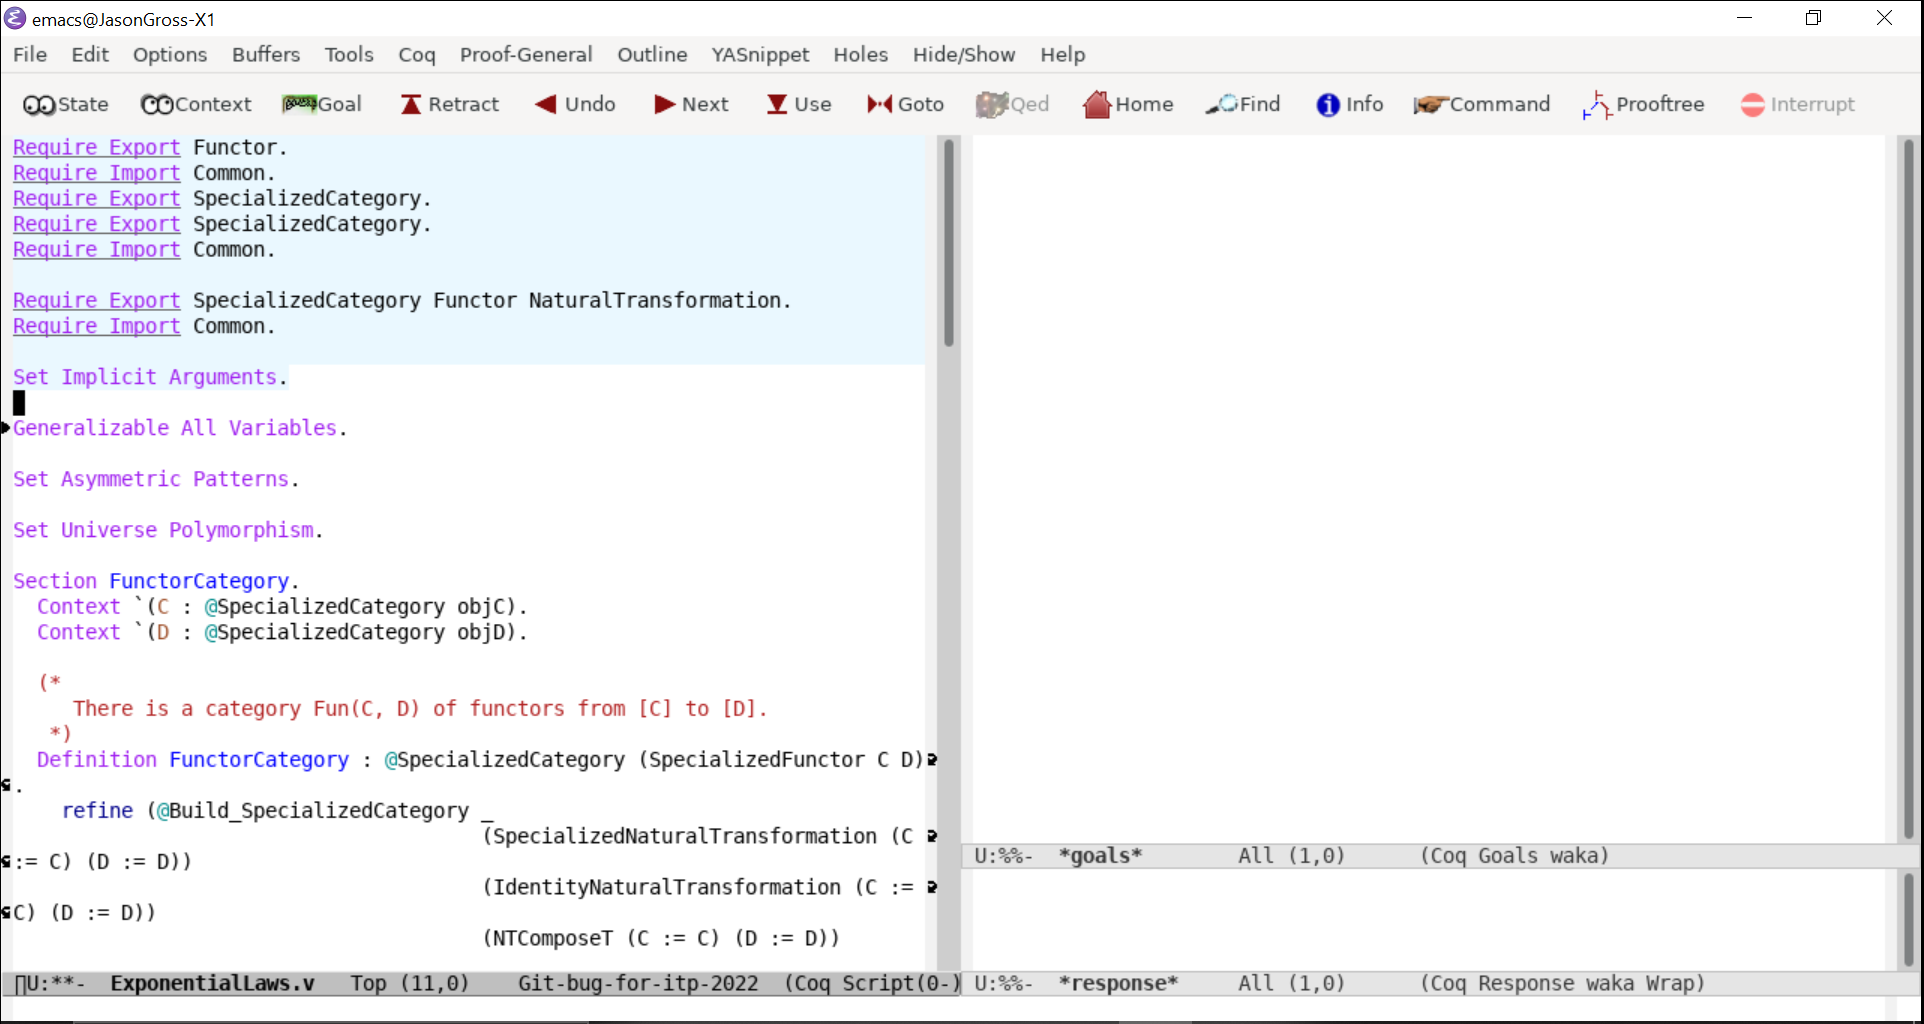 emacs@JasonGross-X1
File Edit Options Buffers Tools Coq Proof-General Outline YASnippet Holes Hide/Show Help
State Context Goal Retract Undo Next Use Goto Qed Home Find Info Command Prooftree Interrupt
Require Export Functor.
Require Import Common.
Require Export SpecializedCategory.
Require Export SpecializedCategory.
Require Import Common.
Require Export SpecializedCategory Functor NaturalTransformation.
Require Import Common.
Set Implicit Arguments.
Generalizable All Variables.
Set Asymmetric Patterns.
Set Universe Polymorphism.
Section FunctorCategory.
Context `(C : @SpecializedCategory objC).
Context `(D : @SpecializedCategory objD).
(*
There is a category Fun(C, D) of functors from [C] to [D].
*)
Definition FunctorCategory : @SpecializedCategory (SpecializedFunctor C D)
.
refine (@Build_SpecializedCategory _
(SpecializedNaturalTransformation (C
:= C) (D := D))
(IdentityNaturalTransformation (C :=
C) (D := D))
(NTComposeT (C := C) (D := D))
U:**- ExponentialLaws.v Top (11,0) Git-bug-for-itp-2022 (Coq Script(0-)
U:%%- *goals* All (1,0) (Coq Goals waka)
U:%%- *response* All (1,0) (Coq Response waka Wrap)